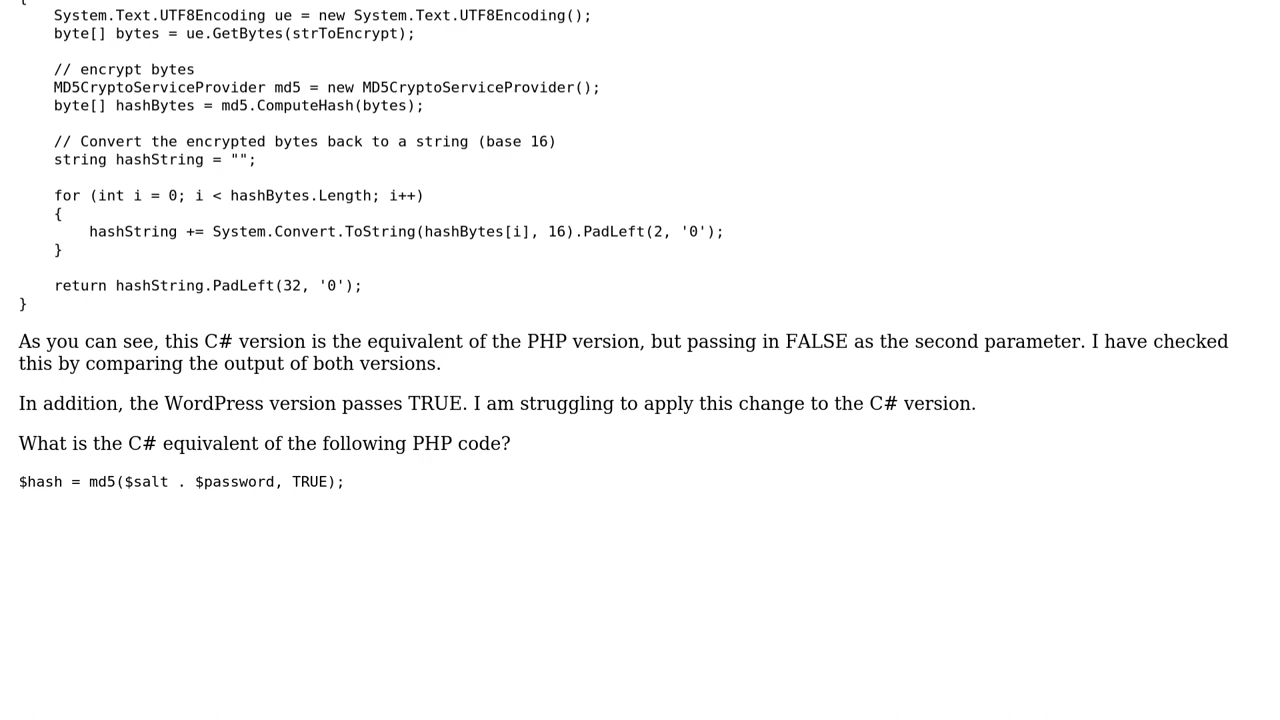 {
System.Text.UTF8Encoding ue = new System.Text.UTF8Encoding();
byte[] bytes = ue.GetBytes(strToEncrypt);
// encrypt bytes
MD5CryptoServiceProvider md5 = new MD5CryptoServiceProvider();
byte[] hashBytes = md5.ComputeHash(bytes);
// Convert the encrypted bytes back to a string (base 16)
string hashString = "";
for (int i = 0; i < hashBytes.Length; i++)
{
hashString += System.Convert.ToString(hashBytes[i], 16).PadLeft(2, '0');
}
return hashString.PadLeft(32, '0');
}
As you can see, this C# version is the equivalent of the PHP version, but passing in FALSE as the second parameter. I have checked
this by comparing the output of both versions.
In addition, the WordPress version passes TRUE. I am struggling to apply this change to the C# version.
What is the C# equivalent of the following PHP code?
$hash = md5($salt . $password, TRUE);